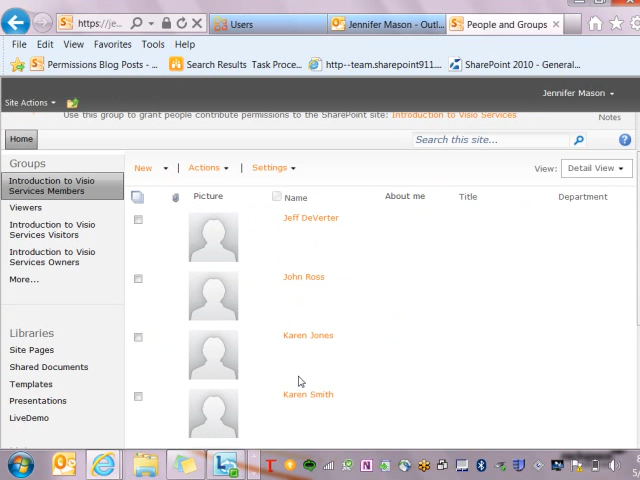 https://je...
Users
Jennifer Mason - Outl...
People and Groups
File Edit View Favorites Tools Help
Permissions Blog Posts - ...
Search Results Task Proce...
http--team.sharepoint911...
SharePoint 2010 - General...
Jennifer Mason
Site Actions
Use this group to grant people contribute permissions to the SharePoint site: Introduction to Visio Services
Notes
Home
Search this site...
Groups
Introduction to Visio
Services Members
Viewers
Introduction to Visio
Services Visitors
Introduction to Visio
Services Owners
More...
Libraries
Site Pages
Shared Documents
Templates
Presentations
LiveDemo
New Actions Settings
View: Detail View
Picture Name About me Title Department
Jeff DeVerter
John Ross
Karen Jones
Karen Smith